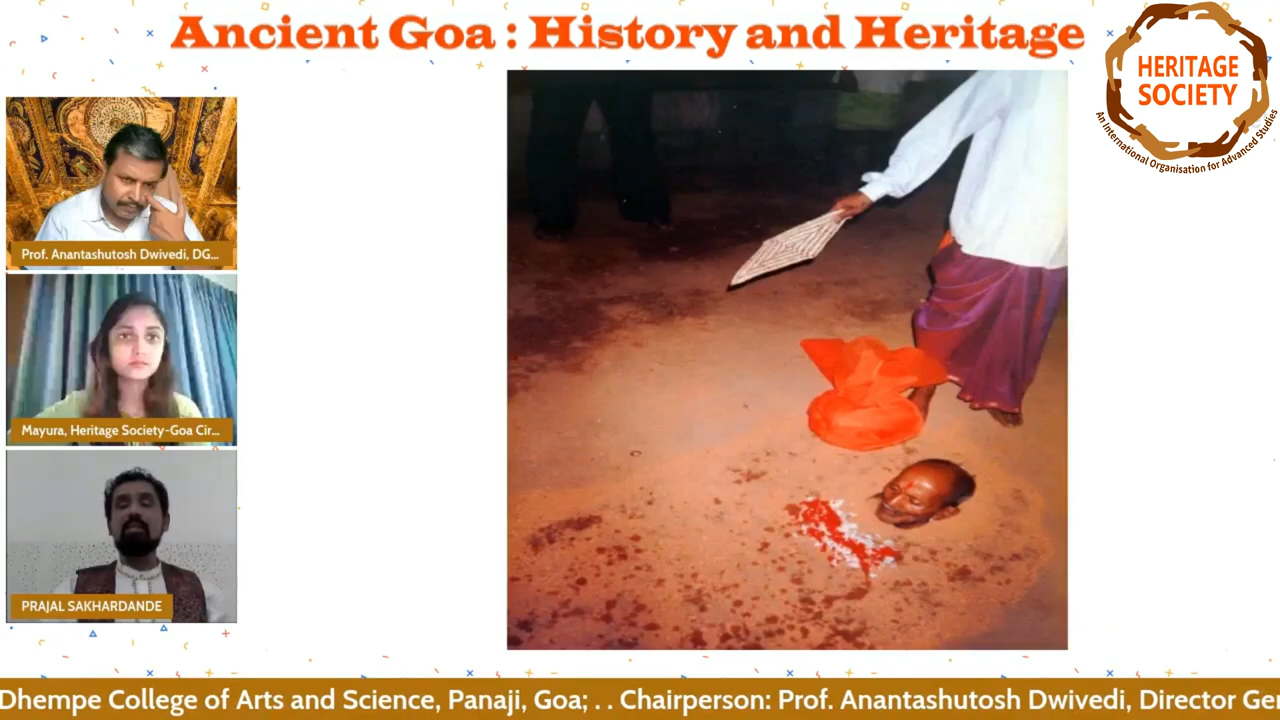 Ancient Goa : History and Heritage
HERITAGE
SOCIETY
An International Organisation for Advanced Studies
Prof. Anantashutosh Dwivedi, DG...
Mayura, Heritage Society-Goa Cir...
PRAJAL SAKHARDANDE
Dhempe College of Arts and Science, Panaji, Goa; . . Chairperson: Prof. Anantashutosh Dwivedi, Director Ge